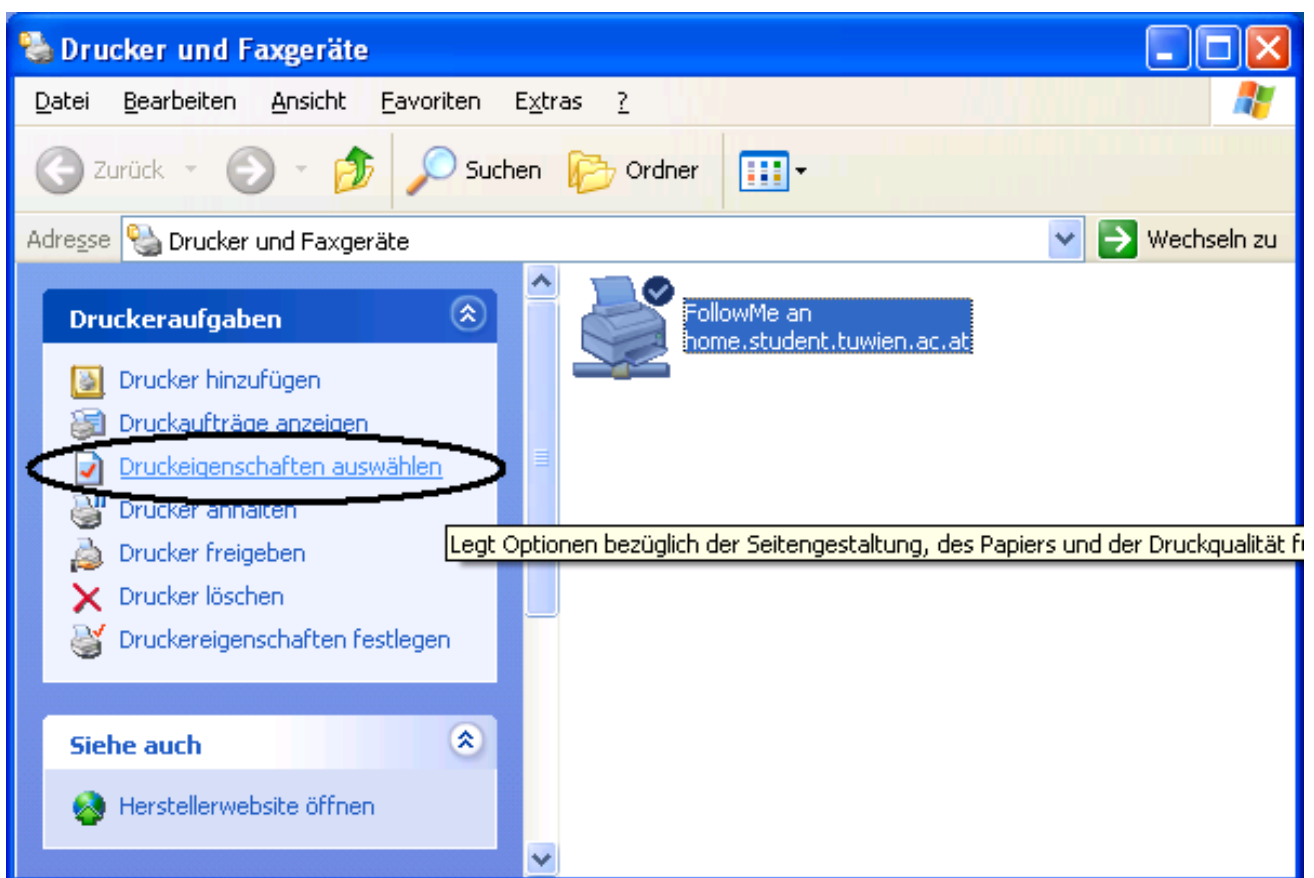 Drucker und Faxgeräte
Datei Bearbeiten Ansicht Favoriten Extras ?
Zurück Suchen Ordner
Adresse Drucker und Faxgeräte Wechseln zu
Druckeraufgaben
Drucker hinzufügen
Druckaufträge anzeigen
Druckeigenschaften auswählen
Drucker anhalten
Drucker freigeben
Drucker löschen
Druckereigenschaften festlegen
Siehe auch
Herstellerwebsite öffnen
FollowMe an
home.student.tuwien.ac.at
Legt Optionen bezüglich der Seitengestaltung, des Papiers und der Druckqualität